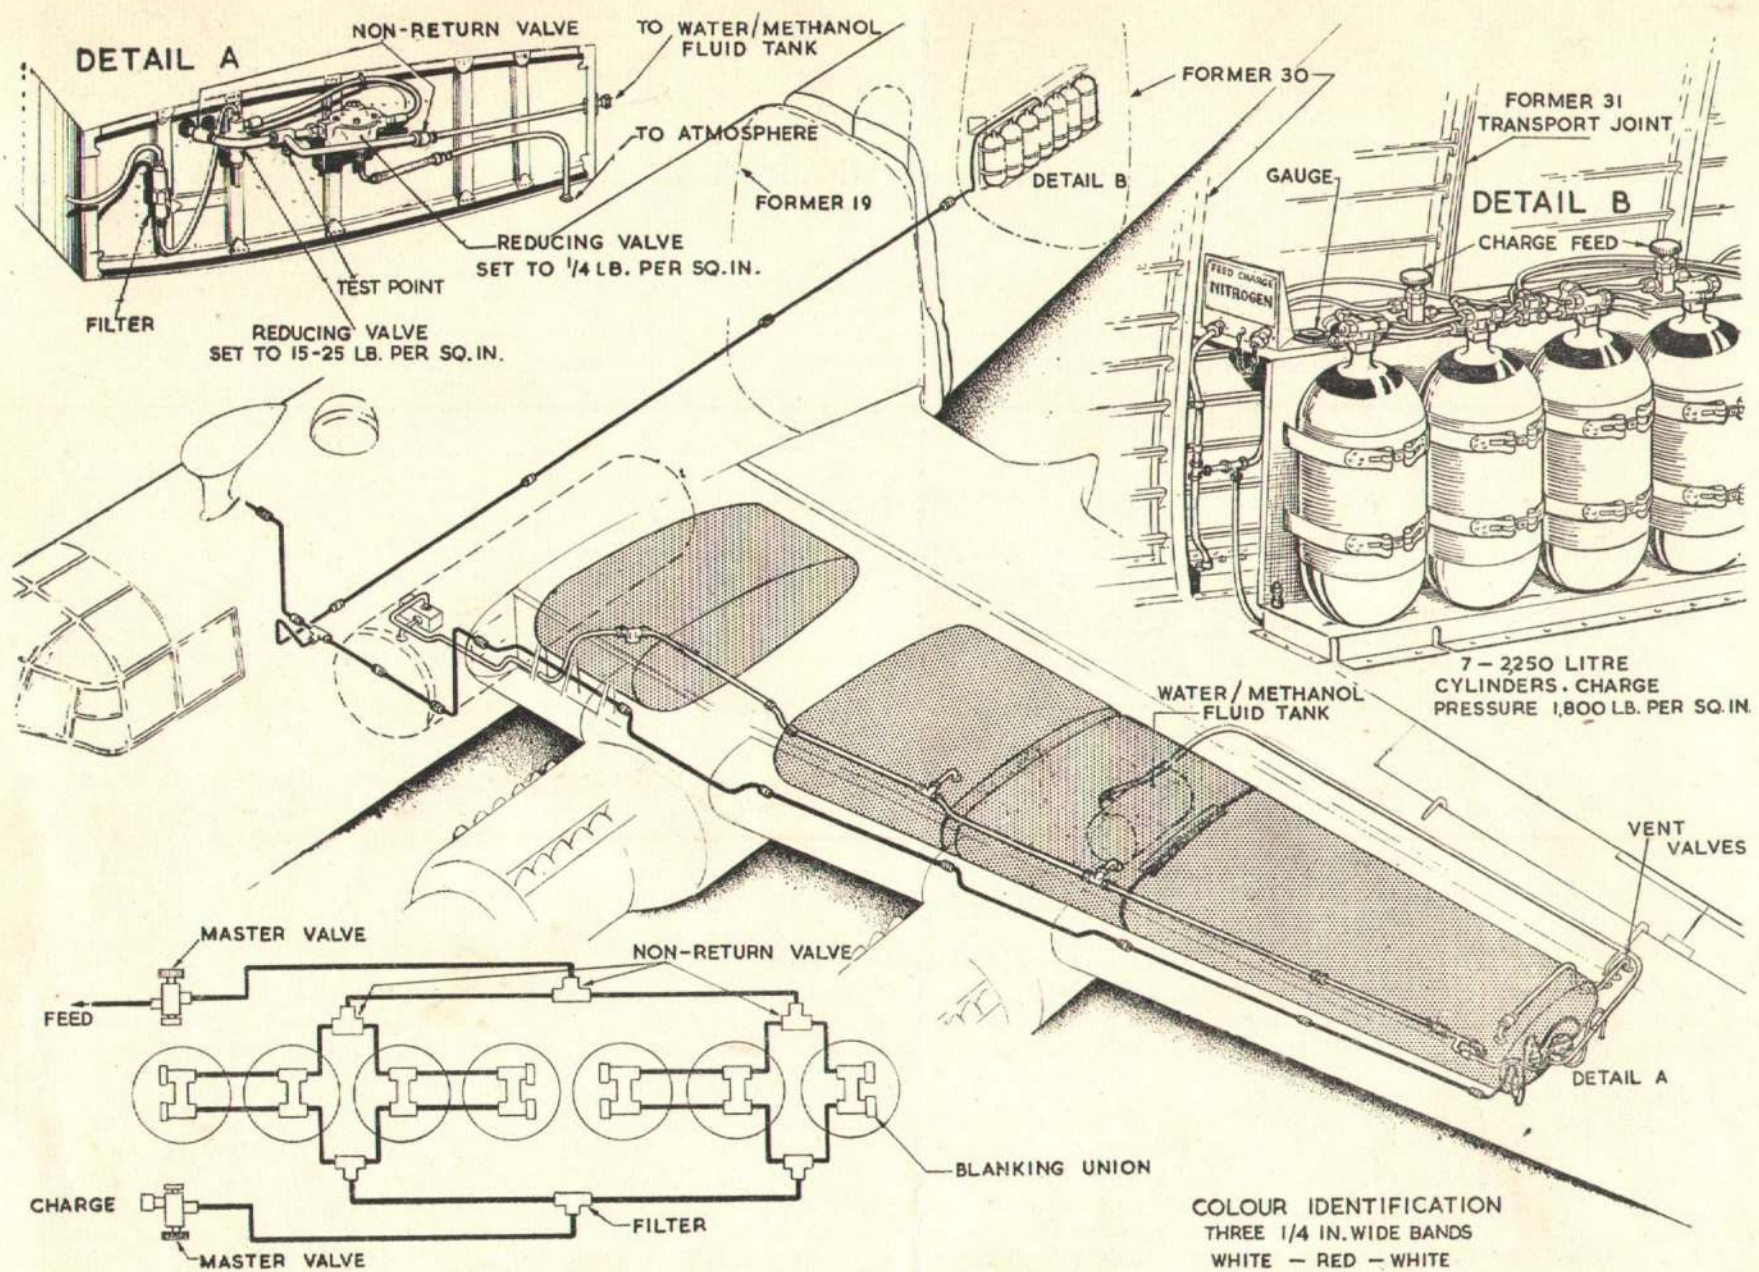 DETAIL A
NON-RETURN VALVE
TO WATER/METHANOL
FLUID TANK
TO ATMOSPHERE
FORMER 19
REDUCING VALVE
SET TO 1/4 LB. PER SQ.IN.
TEST POINT
FILTER
REDUCING VALVE
SET TO 15-25 LB. PER SQ.IN.
DETAIL B
FORMER 30
FORMER 31
TRANSPORT JOINT
GAUGE
DETAIL B
CHARGE FEED
FEED CHARGE
NITROGEN
7 - 2250 LITRE
CYLINDERS. CHARGE
PRESSURE 1,800 LB. PER SQ.IN.
WATER/METHANOL
FLUID TANK
VENT
VALVES
DETAIL A
MASTER VALVE
NON-RETURN VALVE
FEED
BLANKING UNION
CHARGE
FILTER
MASTER VALVE
COLOUR IDENTIFICATION
THREE 1/4 IN. WIDE BANDS
WHITE - RED - WHITE